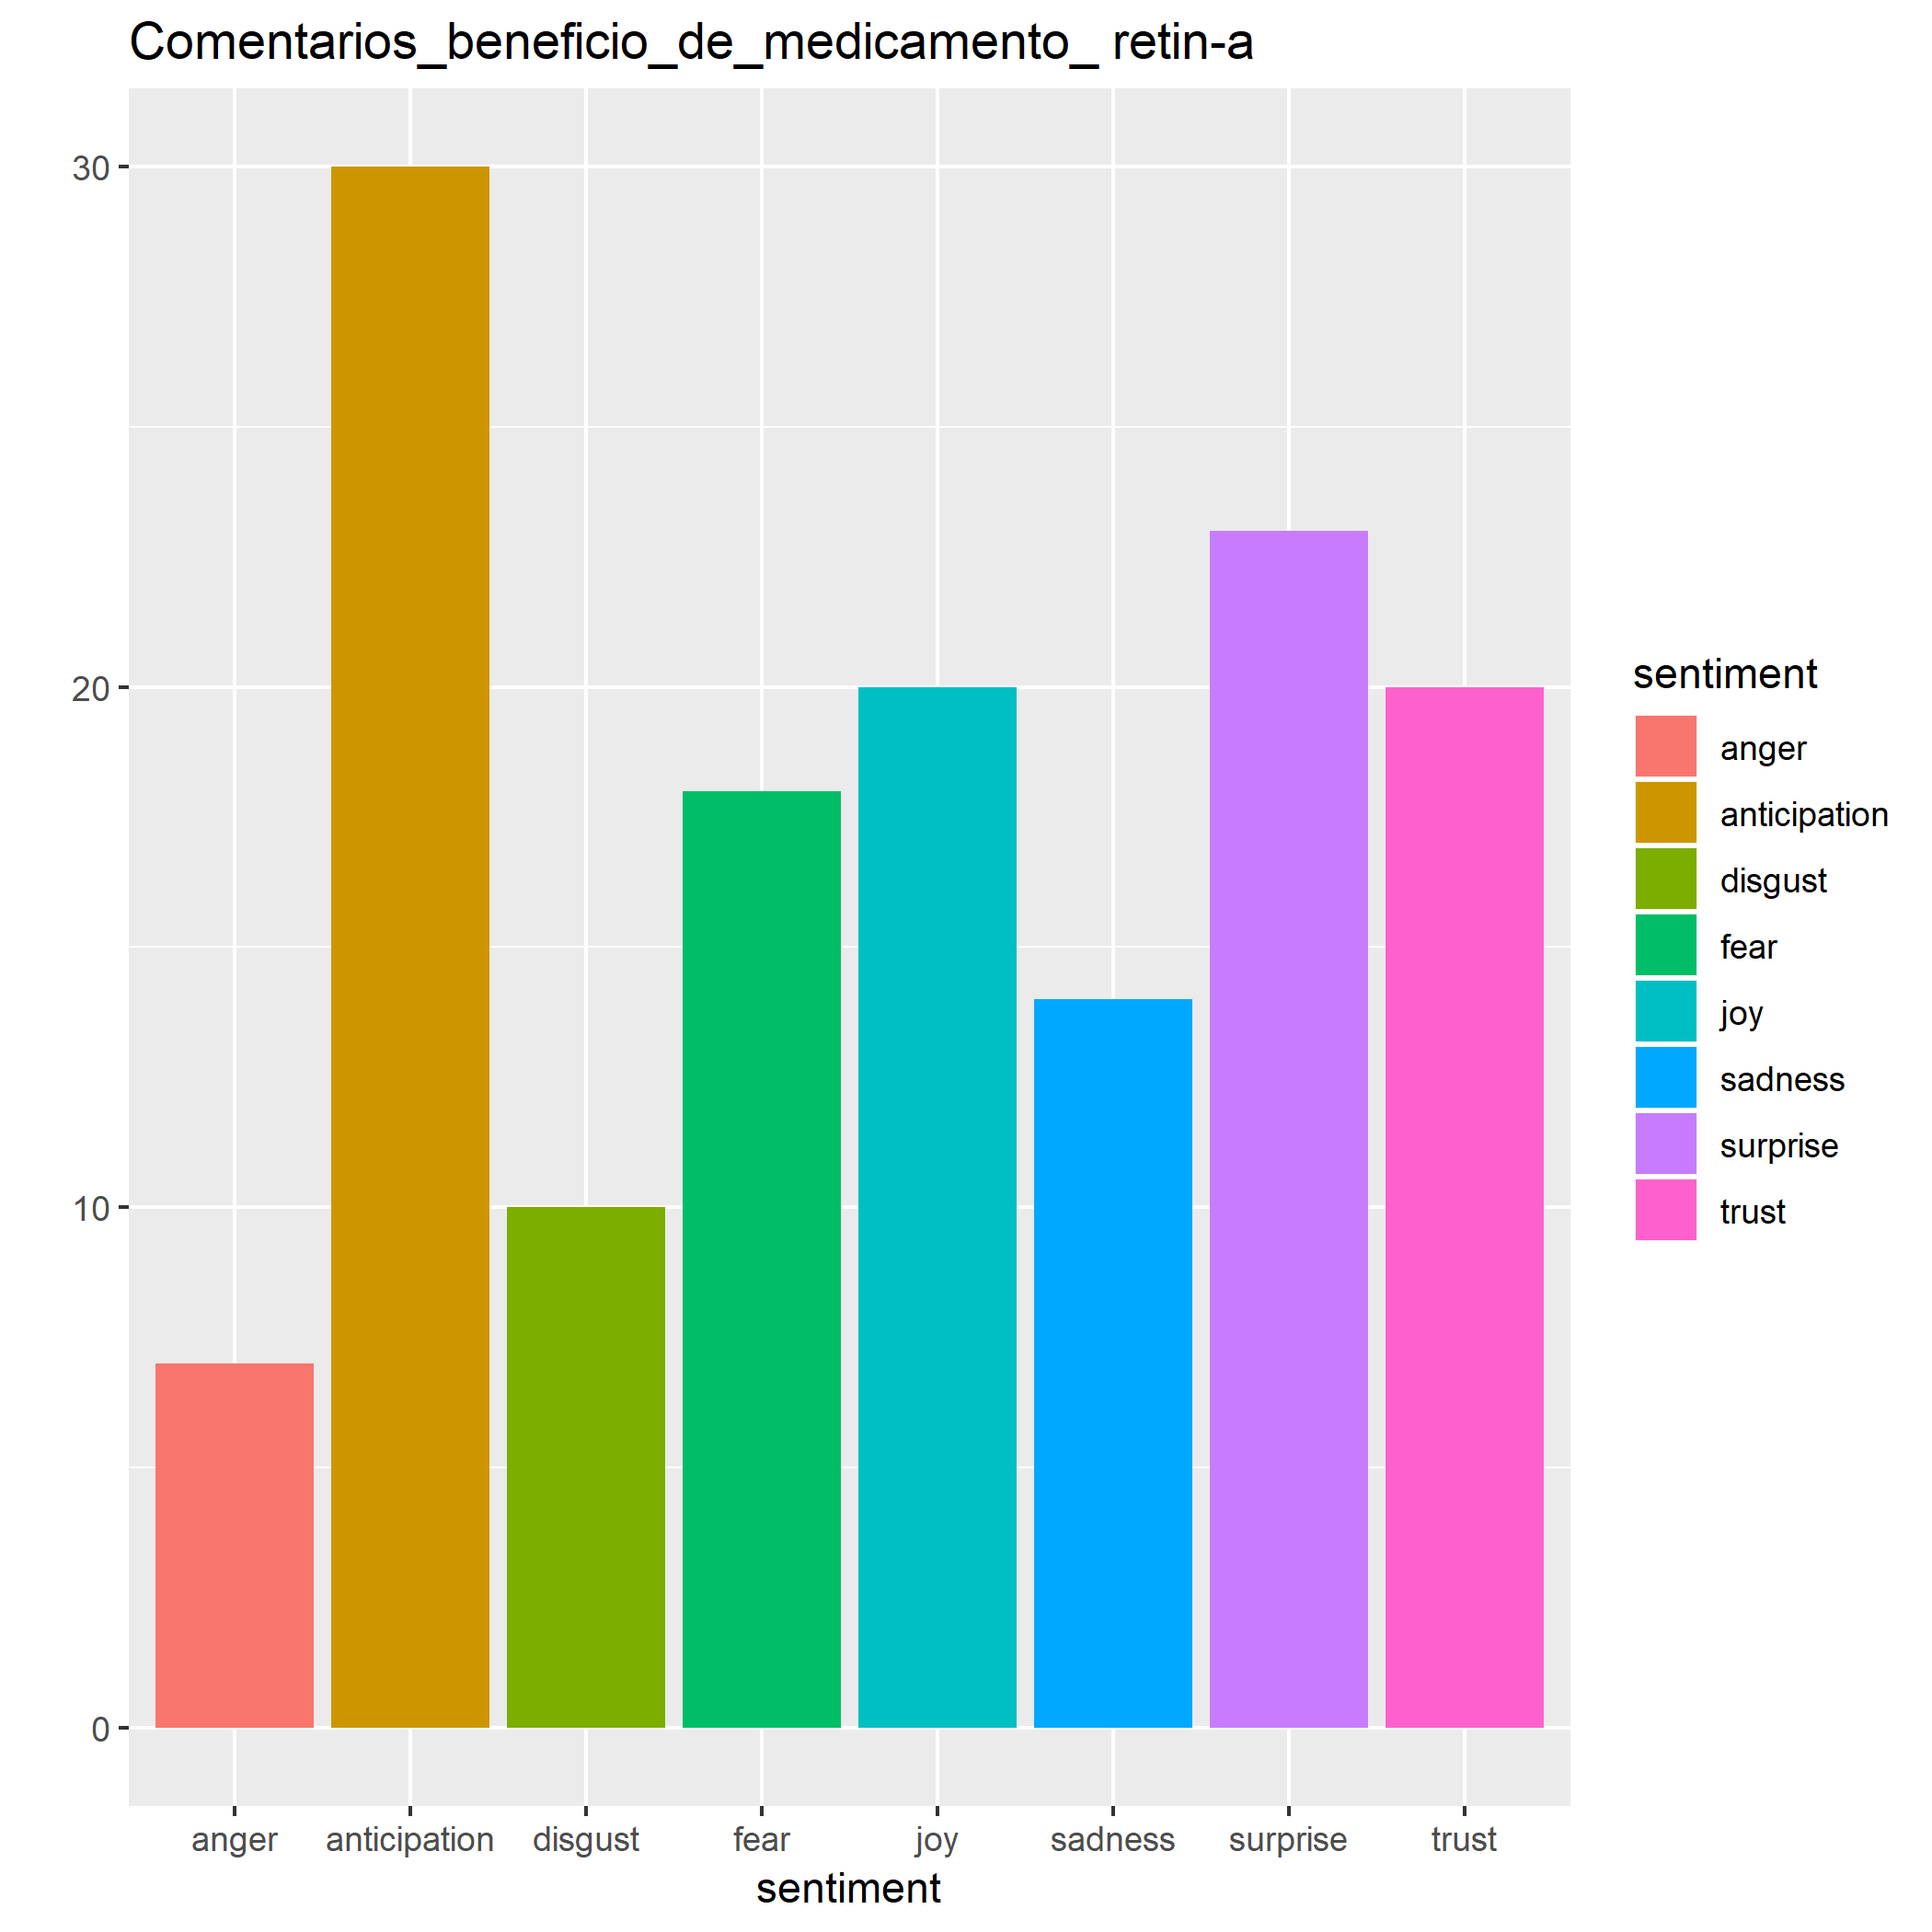 Comentarios_beneficio_de_medicamento_ retin-a
30
20
10
0
anger anticipation disgust fear joy sadness surprise trust
sentiment
sentiment
anger
anticipation
disgust
fear
joy
sadness
surprise
trust